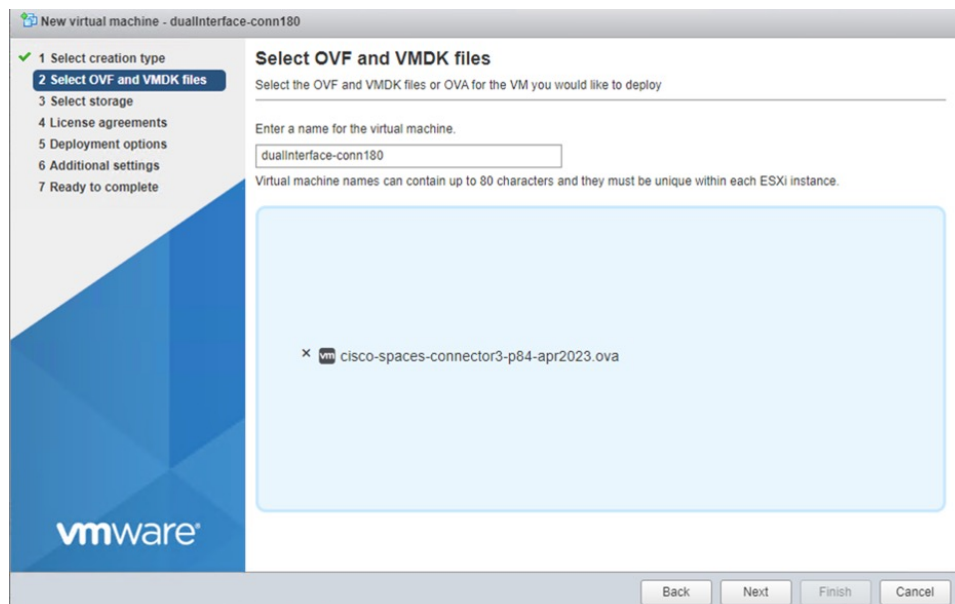 New virtual machine - dualInterface-conn180
1 Select creation type
2 Select OVF and VMDK files
3 Select storage
4 License agreements
5 Deployment options
6 Additional settings
7 Ready to complete
vmware®
Select OVF and VMDK files
Select the OVF and VMDK files or OVA for the VM you would like to deploy
Enter a name for the virtual machine.
dualInterface-conn180
Virtual machine names can contain up to 80 characters and they must be unique within each ESXi instance.
× vm cisco-spaces-connector3-p84-apr2023.ova
Back Next Finish Cancel